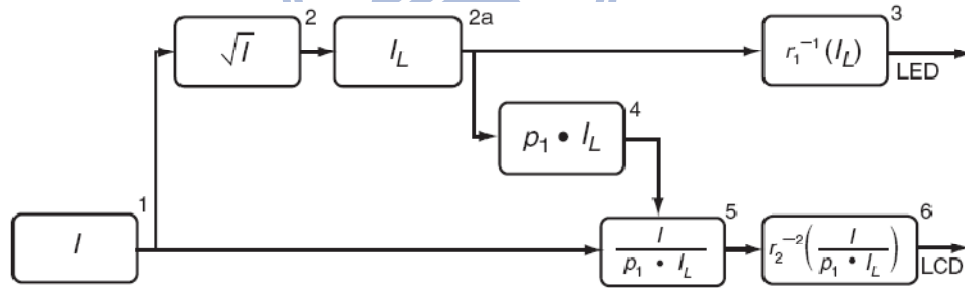 2
√I
2a
I_L
3
r₁⁻¹(I_L)
LED
4
p₁ • I_L
1
I
5
I / (p₁ • I_L)
6
r₂⁻²(I / (p₁ • I_L))
LCD